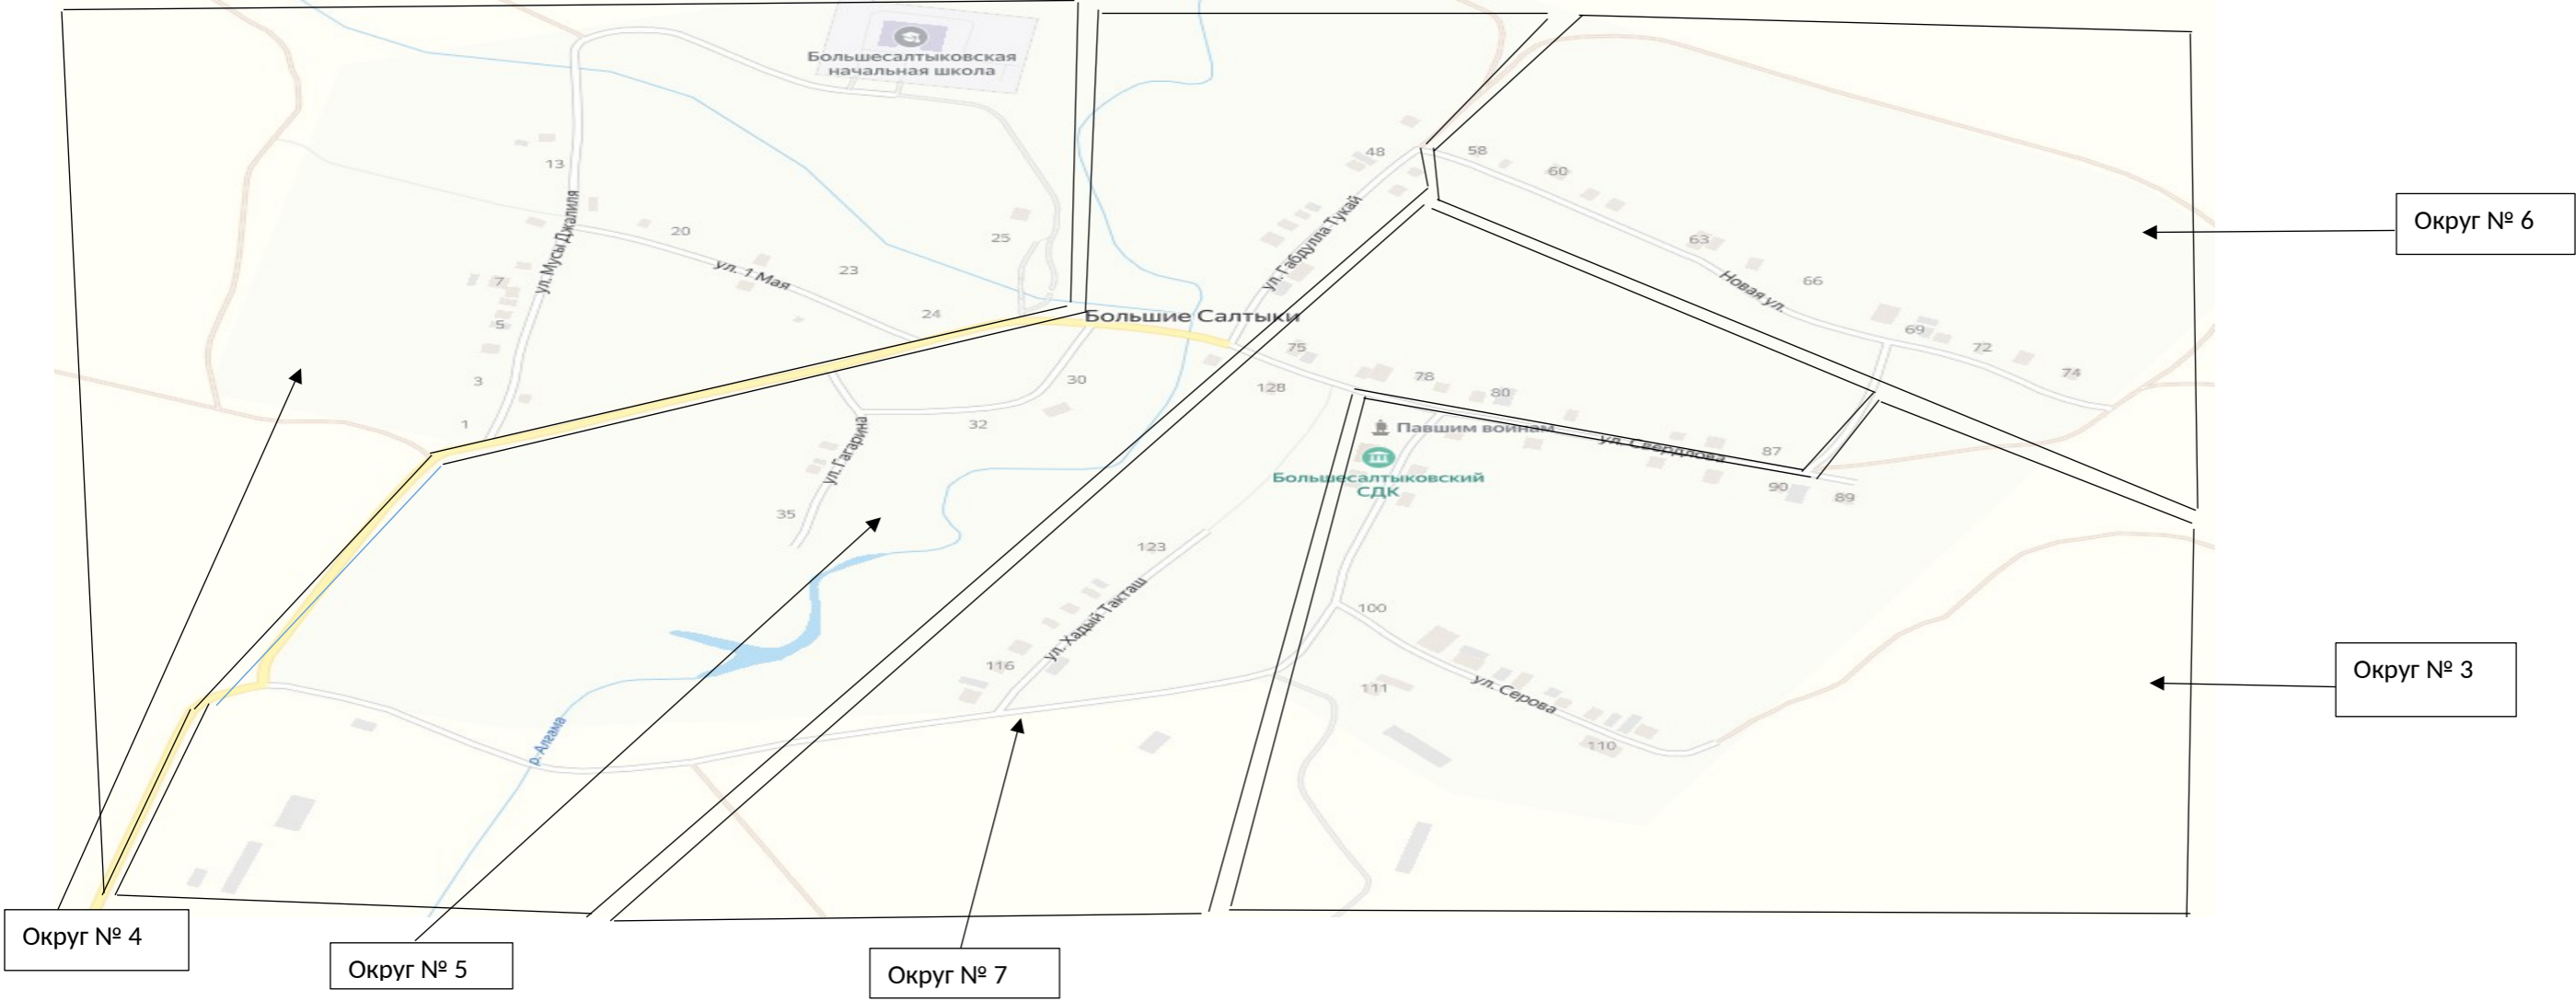 Большесалтыковская
начальная школа
48
58
60
13
ул. Мусы Джалиля
20
25
ул. Габдулла Тукай
Округ № 6
63
ул. 1 Мая
23
7
Новая ул.
66
5
24
Большие Салтыки
69
72
74
75
3
30
128
78
80
1
32
Павшим воинам
ул. Свердлова
87
ул. Гагарина
Большесалтыковский
СДК
90
89
35
123
ул. Хадый Такташ
100
116
111
ул. Серова
Округ № 3
110
р. Алгама
Округ № 4
Округ № 5
Округ № 7